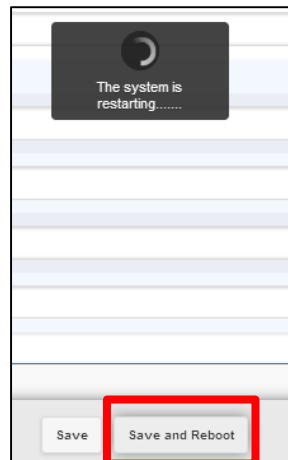 The system is
restarting.......
Save
Save and Reboot